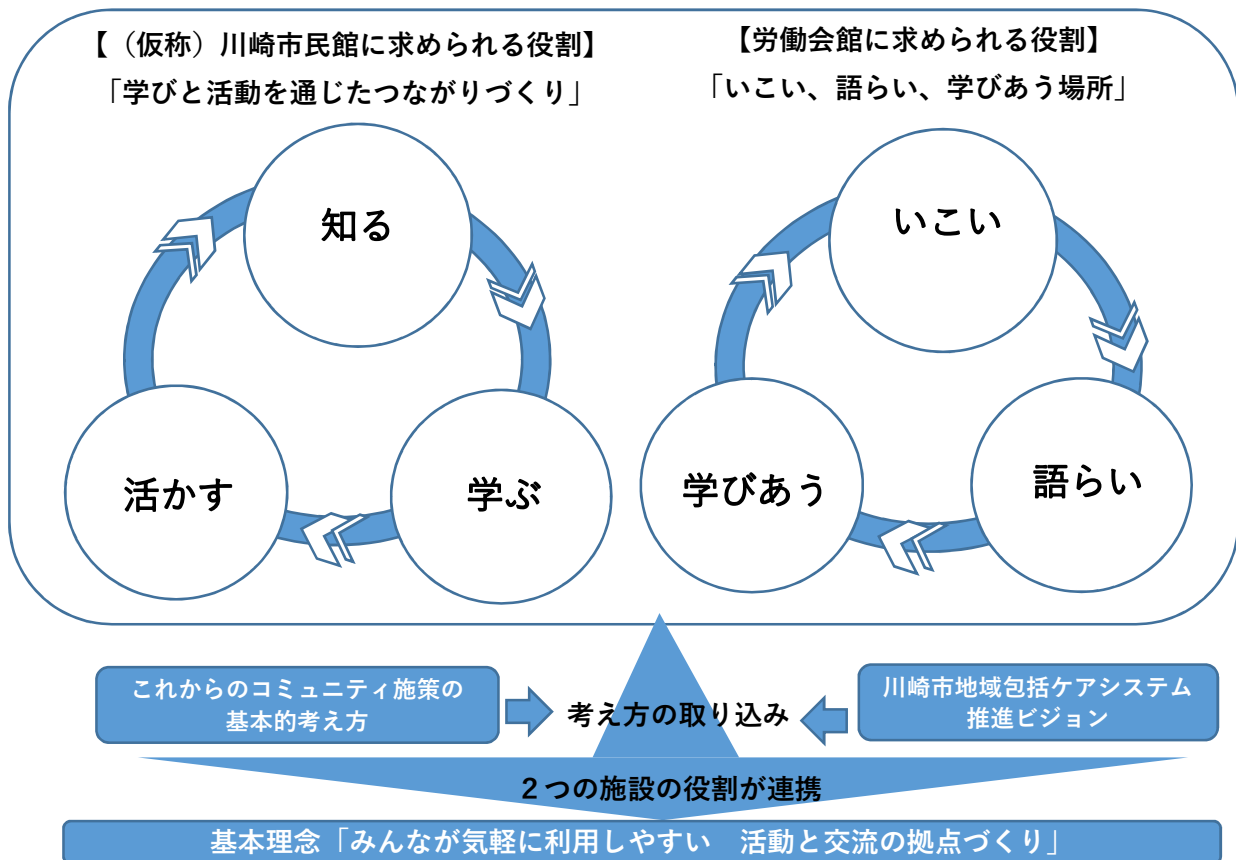 【（仮称）川崎市民館に求められる役割】
「学びと活動を通じたつながりづくり」
知る
学ぶ
活かす
【労働会館に求められる役割】
「いこい、語らい、学びあう場所」
いこい
語らい
学びあう
これからのコミュニティ施策の
基本的考え方
考え方の取り込み
川崎市地域包括ケアシステム
推進ビジョン
２つの施設の役割が連携
基本理念「みんなが気軽に利用しやすい　活動と交流の拠点づくり」